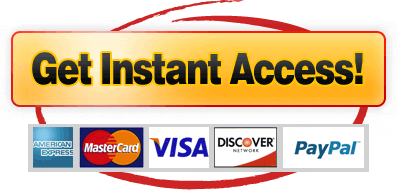 Get Instant Access!
AMERICAN EXPRESS MasterCard VISA DISCOVER NETWORK PayPal